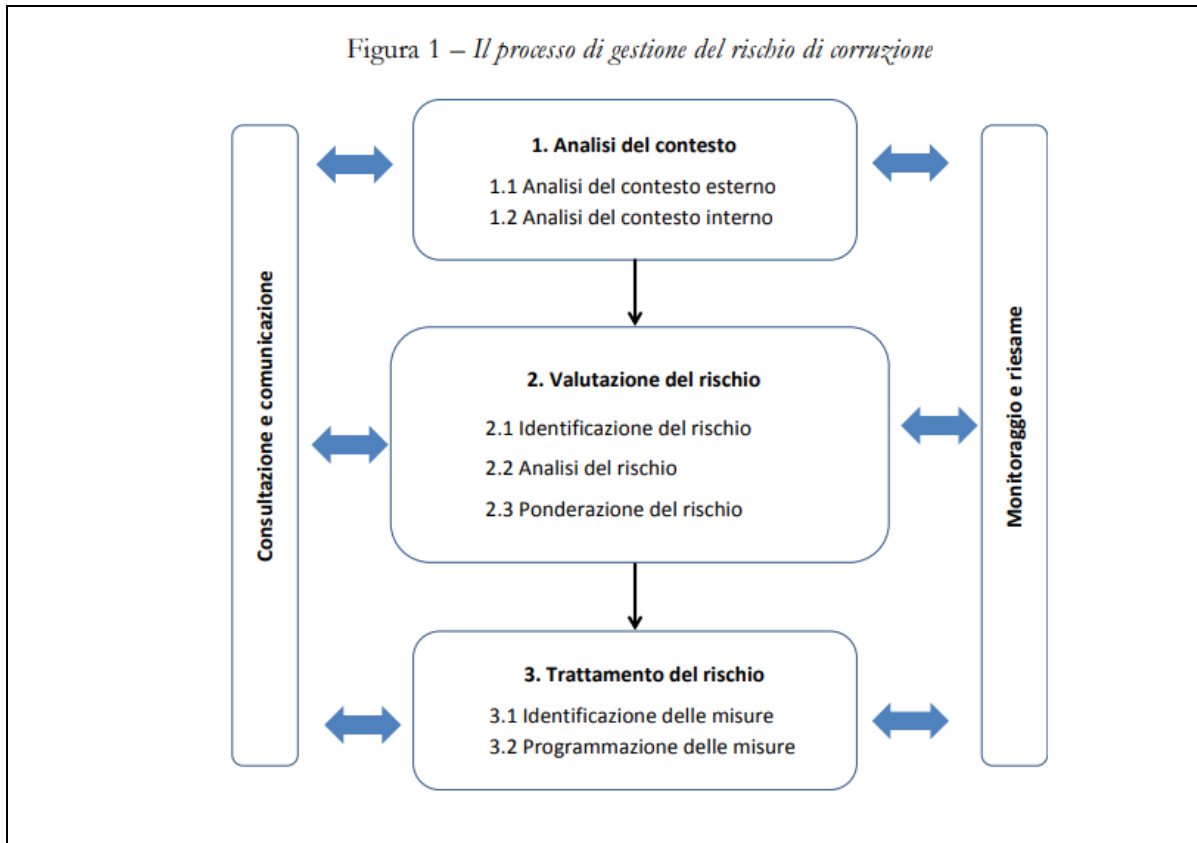 Figura 1 – Il processo di gestione del rischio di corruzione
Consultazione e comunicazione
1. Analisi del contesto
1.1 Analisi del contesto esterno
1.2 Analisi del contesto interno
2. Valutazione del rischio
2.1 Identificazione del rischio
2.2 Analisi del rischio
2.3 Ponderazione del rischio
3. Trattamento del rischio
3.1 Identificazione delle misure
3.2 Programmazione delle misure
Monitoraggio e riesame